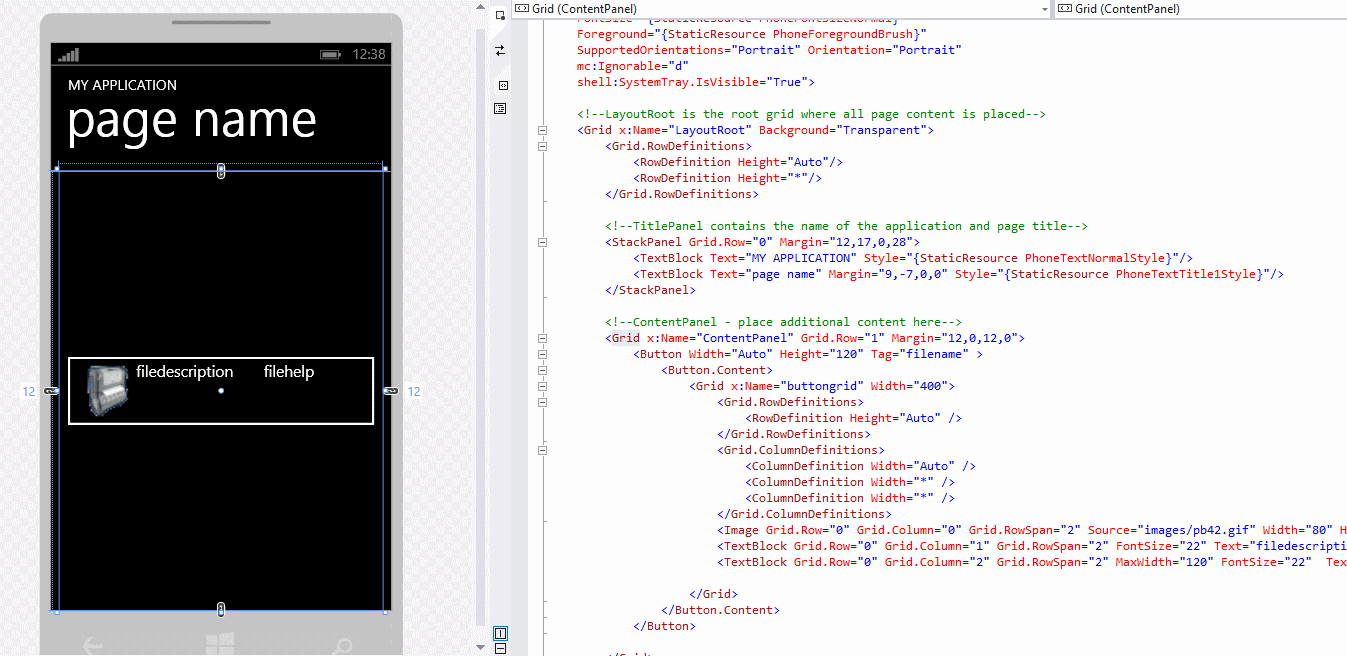 12:38
MY APPLICATION
page name
filedescription filehelp
12 12
Grid (ContentPanel) Grid (ContentPanel)
FontSize="{StaticResource PhoneFontSizeNormal}"
Foreground="{StaticResource PhoneForegroundBrush}"
SupportedOrientations="Portrait" Orientation="Portrait"
mc:Ignorable="d"
shell:SystemTray.IsVisible="True">
<!--LayoutRoot is the root grid where all page content is placed-->
<Grid x:Name="LayoutRoot" Background="Transparent">
<Grid.RowDefinitions>
<RowDefinition Height="Auto"/>
<RowDefinition Height="*"/>
</Grid.RowDefinitions>
<!--TitlePanel contains the name of the application and page title-->
<StackPanel Grid.Row="0" Margin="12,17,0,28">
<TextBlock Text="MY APPLICATION" Style="{StaticResource PhoneTextNormalStyle}"/>
<TextBlock Text="page name" Margin="9,-7,0,0" Style="{StaticResource PhoneTextTitle1Style}"/>
</StackPanel>
<!--ContentPanel - place additional content here-->
<Grid x:Name="ContentPanel" Grid.Row="1" Margin="12,0,12,0">
<Button Width="Auto" Height="120" Tag="filename" >
<Button.Content>
<Grid x:Name="buttongrid" Width="400">
<Grid.RowDefinitions>
<RowDefinition Height="Auto" />
</Grid.RowDefinitions>
<Grid.ColumnDefinitions>
<ColumnDefinition Width="Auto" />
<ColumnDefinition Width="*" />
<ColumnDefinition Width="*" />
</Grid.ColumnDefinitions>
<Image Grid.Row="0" Grid.Column="0" Grid.RowSpan="2" Source="images/pb42.gif" Width="80" H
<TextBlock Grid.Row="0" Grid.Column="1" Grid.RowSpan="2" FontSize="22" Text="filedescripti
<TextBlock Grid.Row="0" Grid.Column="2" Grid.RowSpan="2" MaxWidth="120" FontSize="22" Tex
</Grid>
</Button.Content>
</Button>